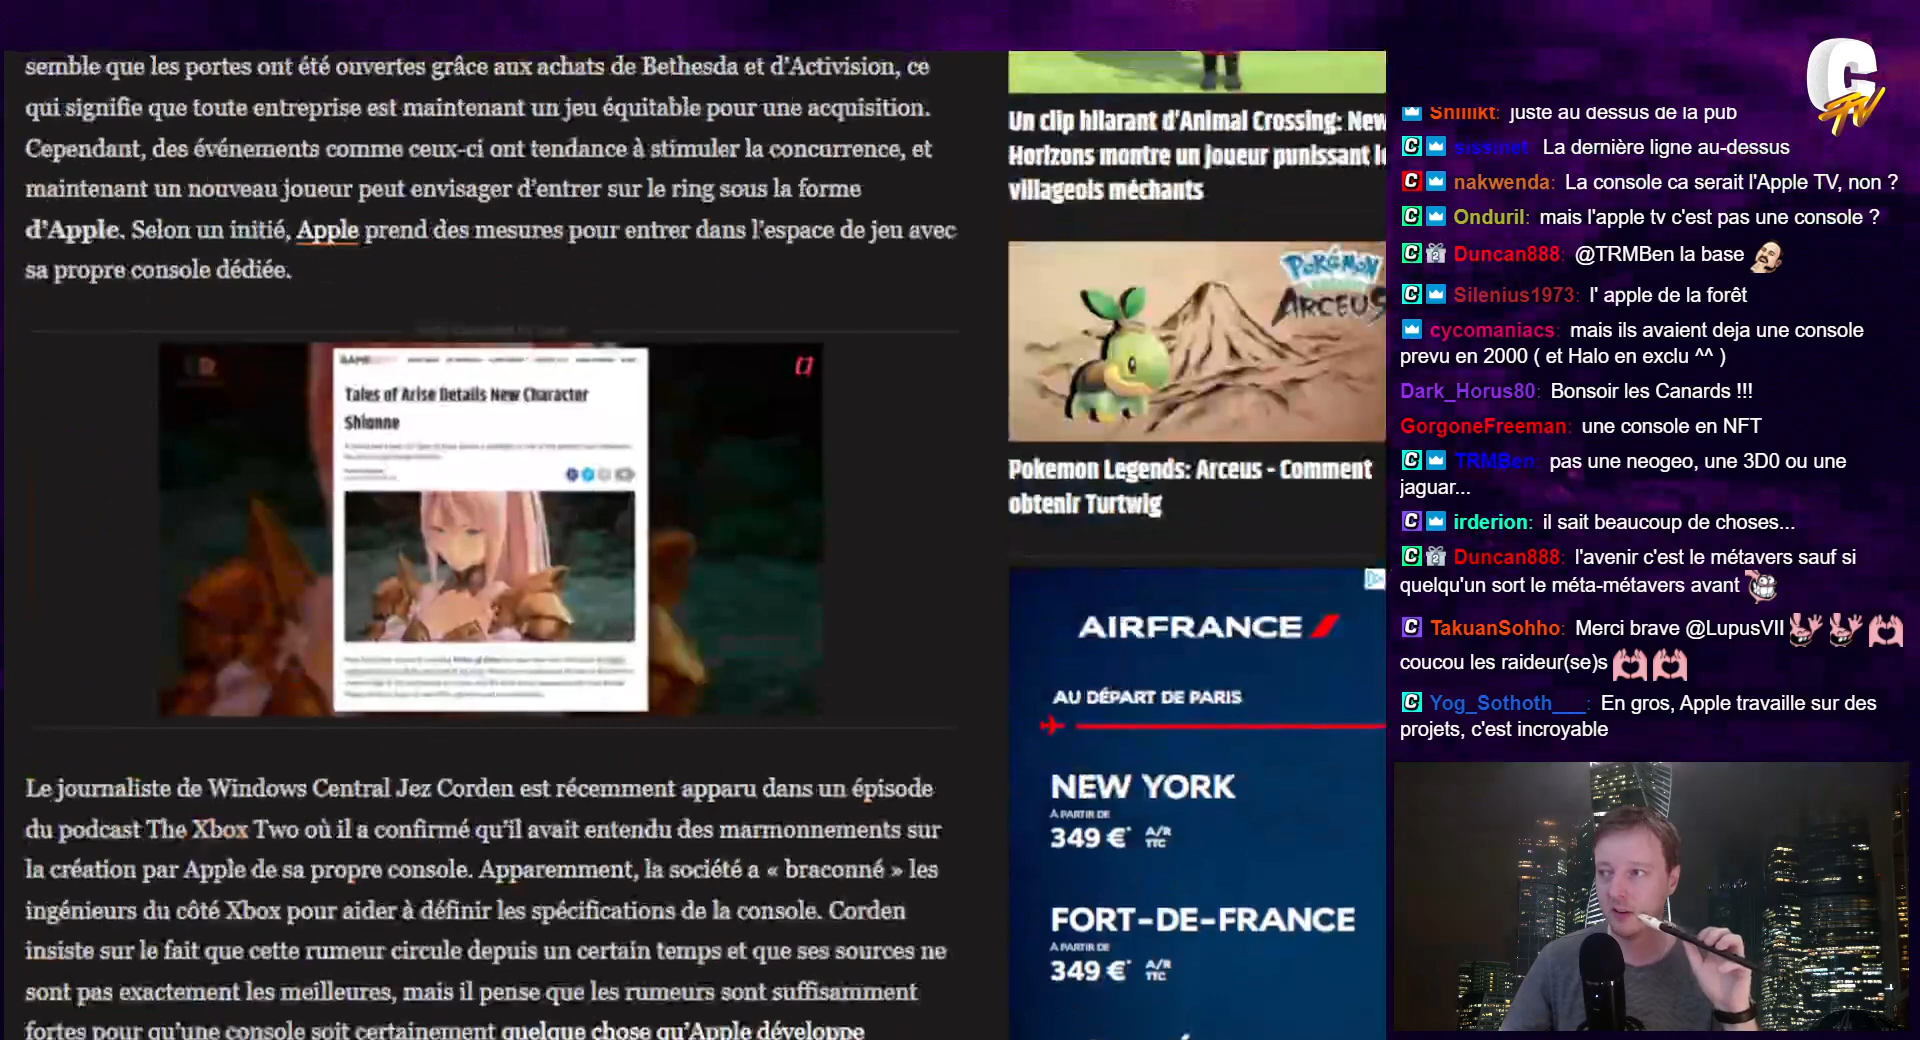 semble que les portes ont été ouvertes grâce aux achats de Bethesda et d'Activision, ce
qui signifie que toute entreprise est maintenant un jeu équitable pour une acquisition.
Cependant, des événements comme ceux-ci ont tendance à stimuler la concurrence, et
maintenant un nouveau joueur peut envisager d'entrer sur le ring sous la forme
d'Apple. Selon un initié, Apple prend des mesures pour entrer dans l'espace de jeu avec
sa propre console dédiée.
Tales of Arise Details New Character
Shionne
Le journaliste de Windows Central Jez Corden est récemment apparu dans un épisode
du podcast The Xbox Two où il a confirmé qu'il avait entendu des marmonnements sur
la création par Apple de sa propre console. Apparemment, la société a « braconné » les
ingénieurs du côté Xbox pour aider à définir les spécifications de la console. Corden
insiste sur le fait que cette rumeur circule depuis un certain temps et que ses sources ne
sont pas exactement les meilleures, mais il pense que les rumeurs sont suffisamment
fortes pour qu'une console soit certainement quelque chose qu'Apple développe
Un clip hilarant d'Animal Crossing: New
Horizons montre un joueur punissant
villageois méchants
POKÉMON
ARCEUS
Pokemon Legends: Arceus - Comment
obtenir Turtwig
AIRFRANCE
AU DÉPART DE PARIS
NEW YORK
À PARTIR DE
349 €* A/R
TTC
FORT-DE-FRANCE
À PARTIR DE
349 €* A/R
TTC
C
TV
Shiiiikt: juste au dessus de la pub
sissinet: La dernière ligne au-dessus
nakwenda: La console ca serait l'Apple TV, non ?
Onduril: mais l'apple tv c'est pas une console ?
Duncan888: @TRMBen la base
Silenius1973: l' apple de la forêt
cycomaniacs: mais ils avaient deja une console
prevu en 2000 ( et Halo en exclu ^^ )
Dark_Horus80: Bonsoir les Canards !!!
GorgoneFreeman: une console en NFT
TRMBen: pas une neogeo, une 3D0 ou une
jaguar...
irderion: il sait beaucoup de choses...
Duncan888: l'avenir c'est le métavers sauf si
quelqu'un sort le méta-métavers avant
TakuanSohho: Merci brave @LupusVII
coucou les raideur(se)s
Yog_Sothoth___: En gros, Apple travaille sur des
projets, c'est incroyable